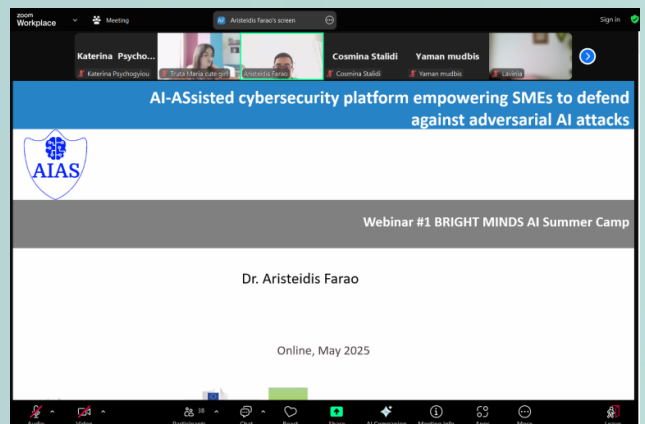 zoom
Workplace
Meeting
Aristeidis Farao's screen
Sign in
Katerina Psycho...
Cosmina Stalidi
Yaman mudbis
Katerina Psychogyiou
Truta Maria cute girl
Aristeidis Farao
Cosmina Stalidi
Yaman mudbis
Lavinia
AI-ASsisted cybersecurity platform empowering SMEs to defend
against adversarial AI attacks
AIAS
Webinar #1 BRIGHT MINDS AI Summer Camp
Dr. Aristeidis Farao
Online, May 2025
38
Audio
Video
Participants
Chat
React
Share
AI Companion
Meeting Info
Apps
More
Leave